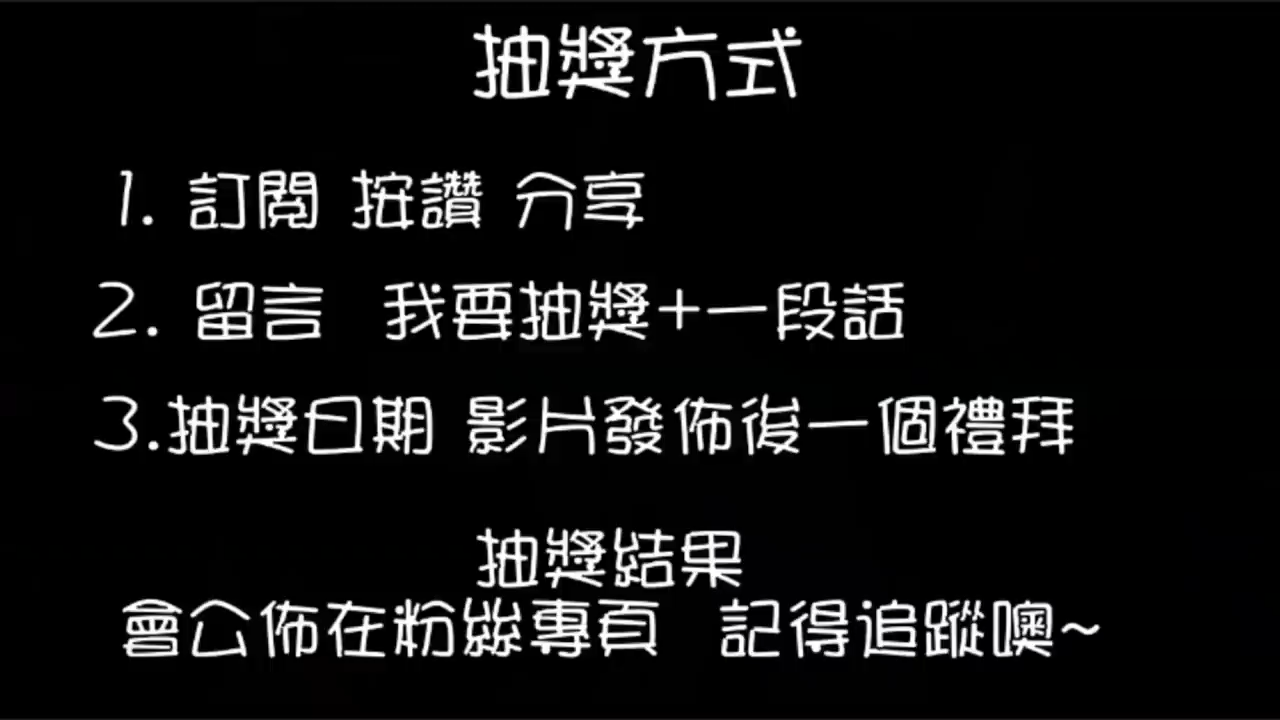 抽獎方式
1. 訂閱 按讚 分享
2. 留言 我要抽獎+一段話
3.抽獎日期 影片發佈後一個禮拜
抽獎結果
會公佈在粉絲專頁 記得追蹤噢~